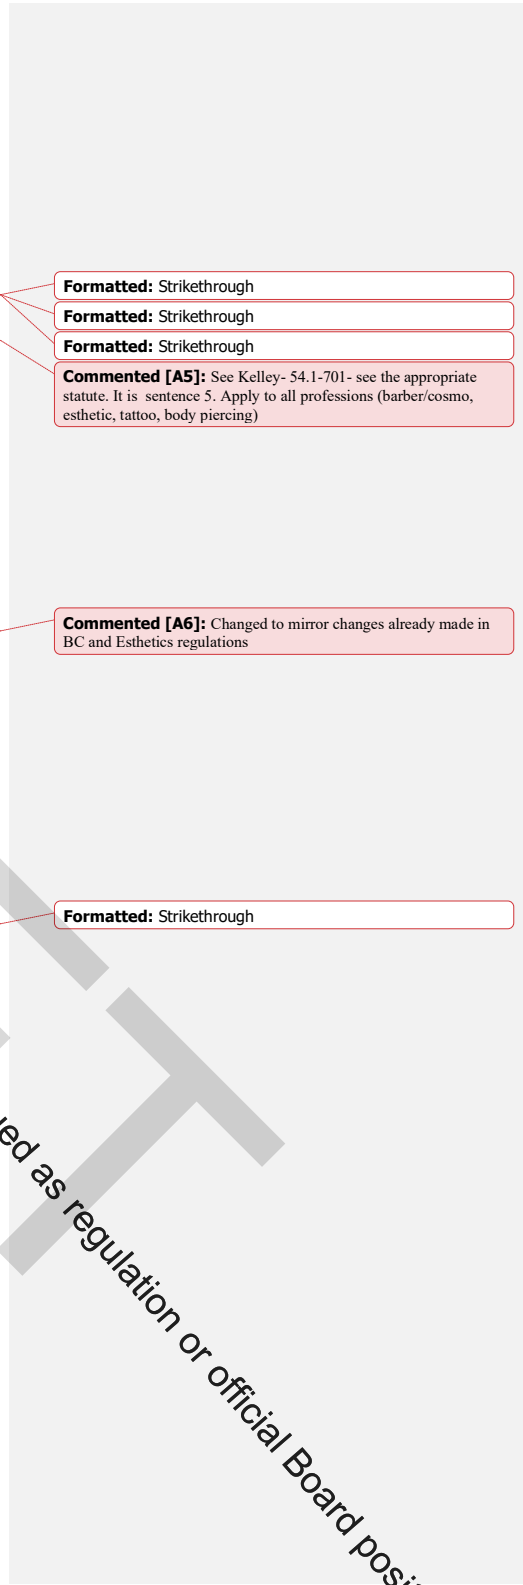 Formatted: Strikethrough
Formatted: Strikethrough
Formatted: Strikethrough
Commented [A5]: See Kelley- 54.1-701- see the appropriate
statute. It is  sentence 5. Apply to all professions (barber/cosmo,
esthetic, tattoo, body piercing)
Commented [A6]: Changed to mirror changes already made in
BC and Esthetics regulations
Formatted: Strikethrough
T
as regulation or official Board